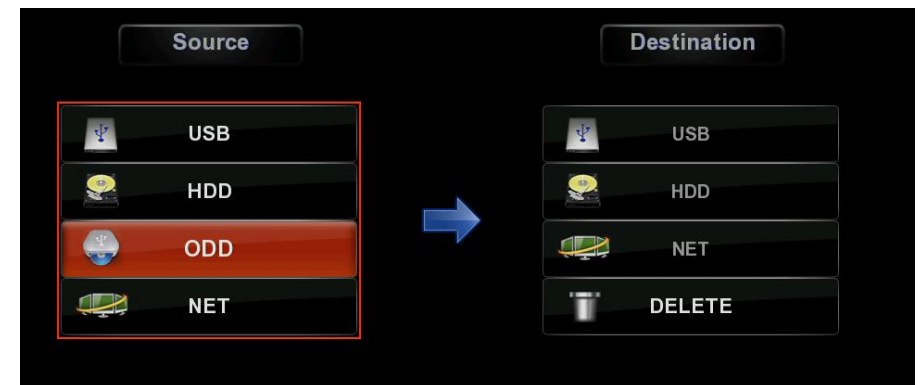 Source
Destination
USB
HDD
ODD
NET
USB
HDD
NET
DELETE